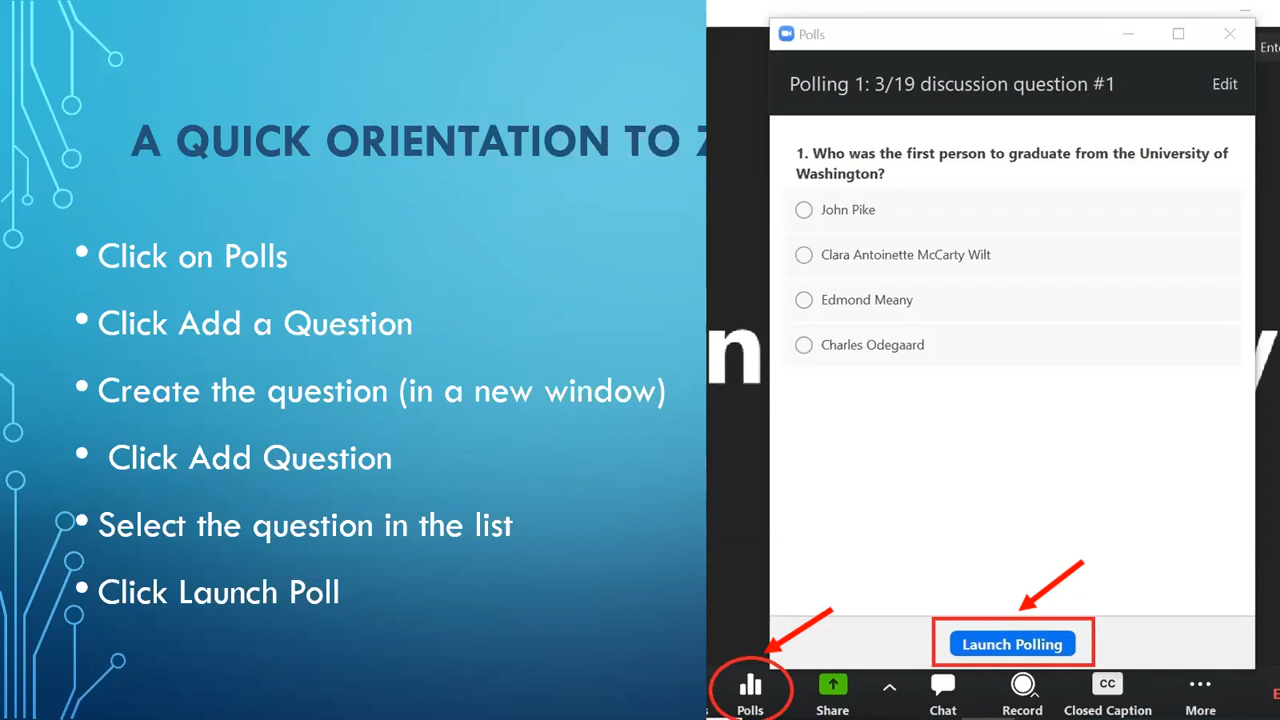 A QUICK ORIENTATION TO
• Click on Polls
• Click Add a Question
• Create the question (in a new window)
• Click Add Question
• Select the question in the list
• Click Launch Poll
Polls
Polling 1: 3/19 discussion question #1
Edit
1. Who was the first person to graduate from the University of
Washington?
John Pike
Clara Antoinette McCarty Wilt
Edmond Meany
Charles Odegaard
Launch Polling
Polls
Share
Chat
Record
CC
Closed Caption
More